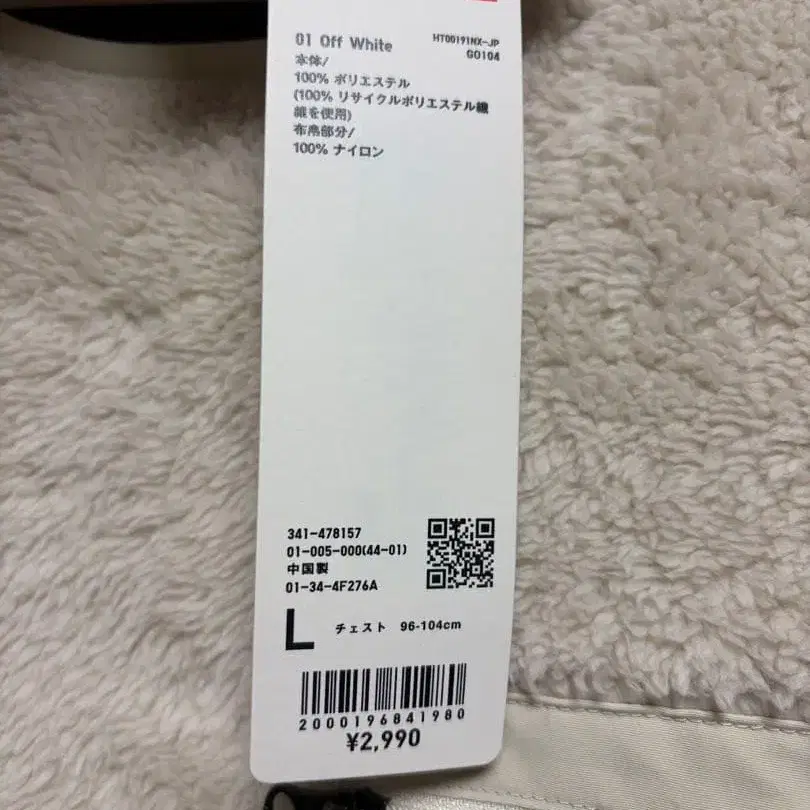 01 Off White
HT00191NX-JP
G0104
本体/
100% ポリエステル
(100% リサイクルポリエステル繊
維を使用)
布帛部分/
100% ナイロン
341-478157
01-005-000(44-01)
中国製
01-34-4F276A
L チェスト 96-104cm
2000196841980
¥2,990